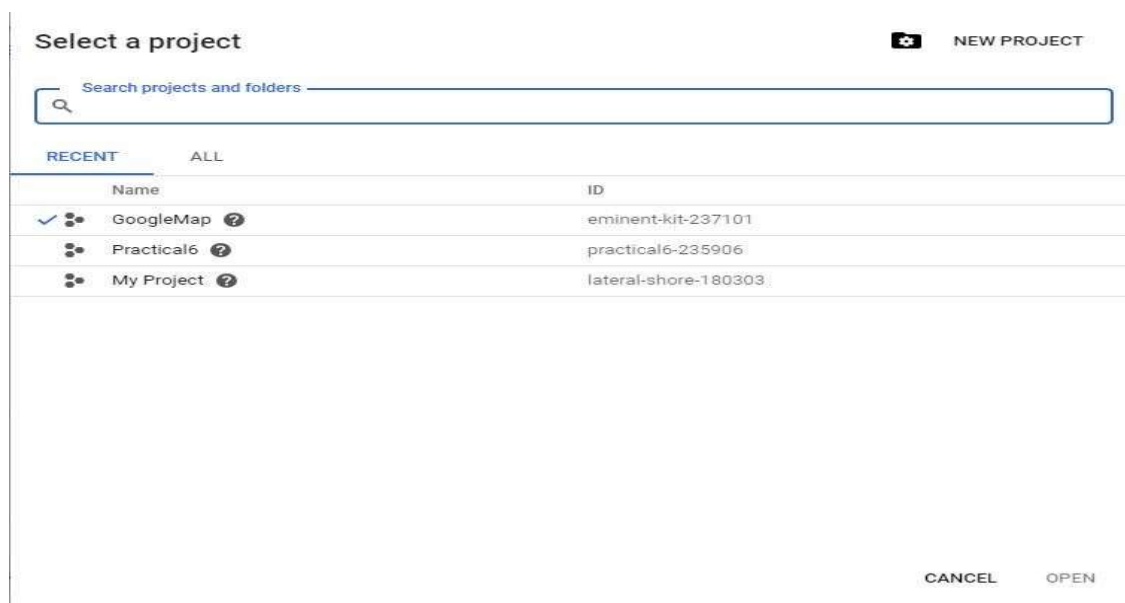 Select a project
NEW PROJECT
Search projects and folders
RECENT
ALL
Name
ID
GoogleMap
eminent-kit-237101
Practical6
practical6-235906
My Project
lateral-shore-180303
CANCEL
OPEN